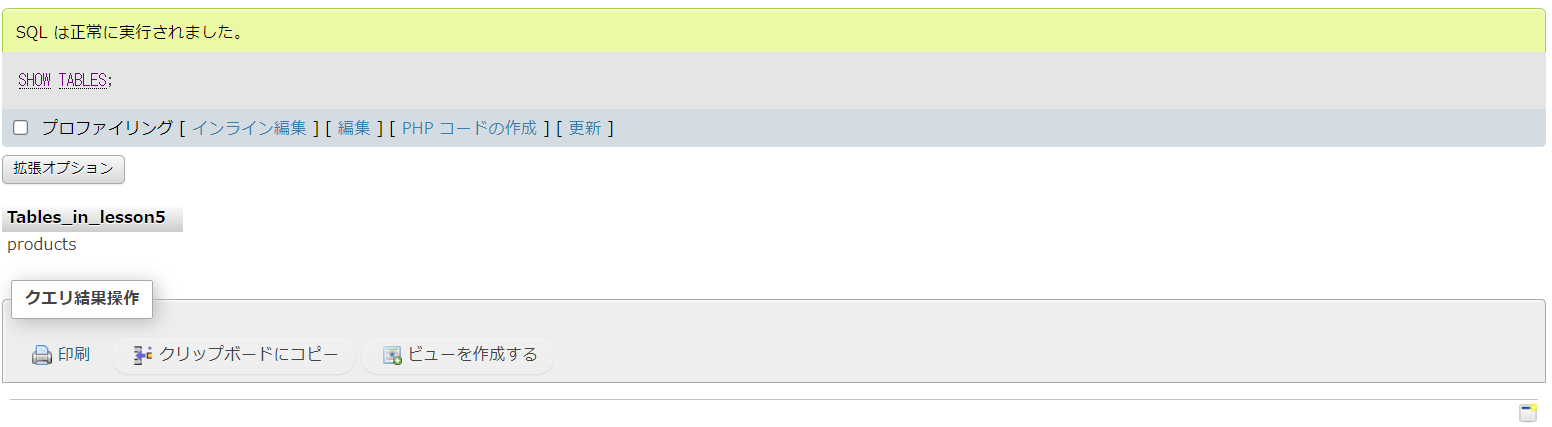 SQL は正常に実行されました。
SHOW TABLES;
プロファイリング [ インライン編集 ] [ 編集 ] [ PHP コードの作成 ] [ 更新 ]
拡張オプション
Tables_in_lesson5
products
クエリ結果操作
印刷 クリップボードにコピー ビューを作成する